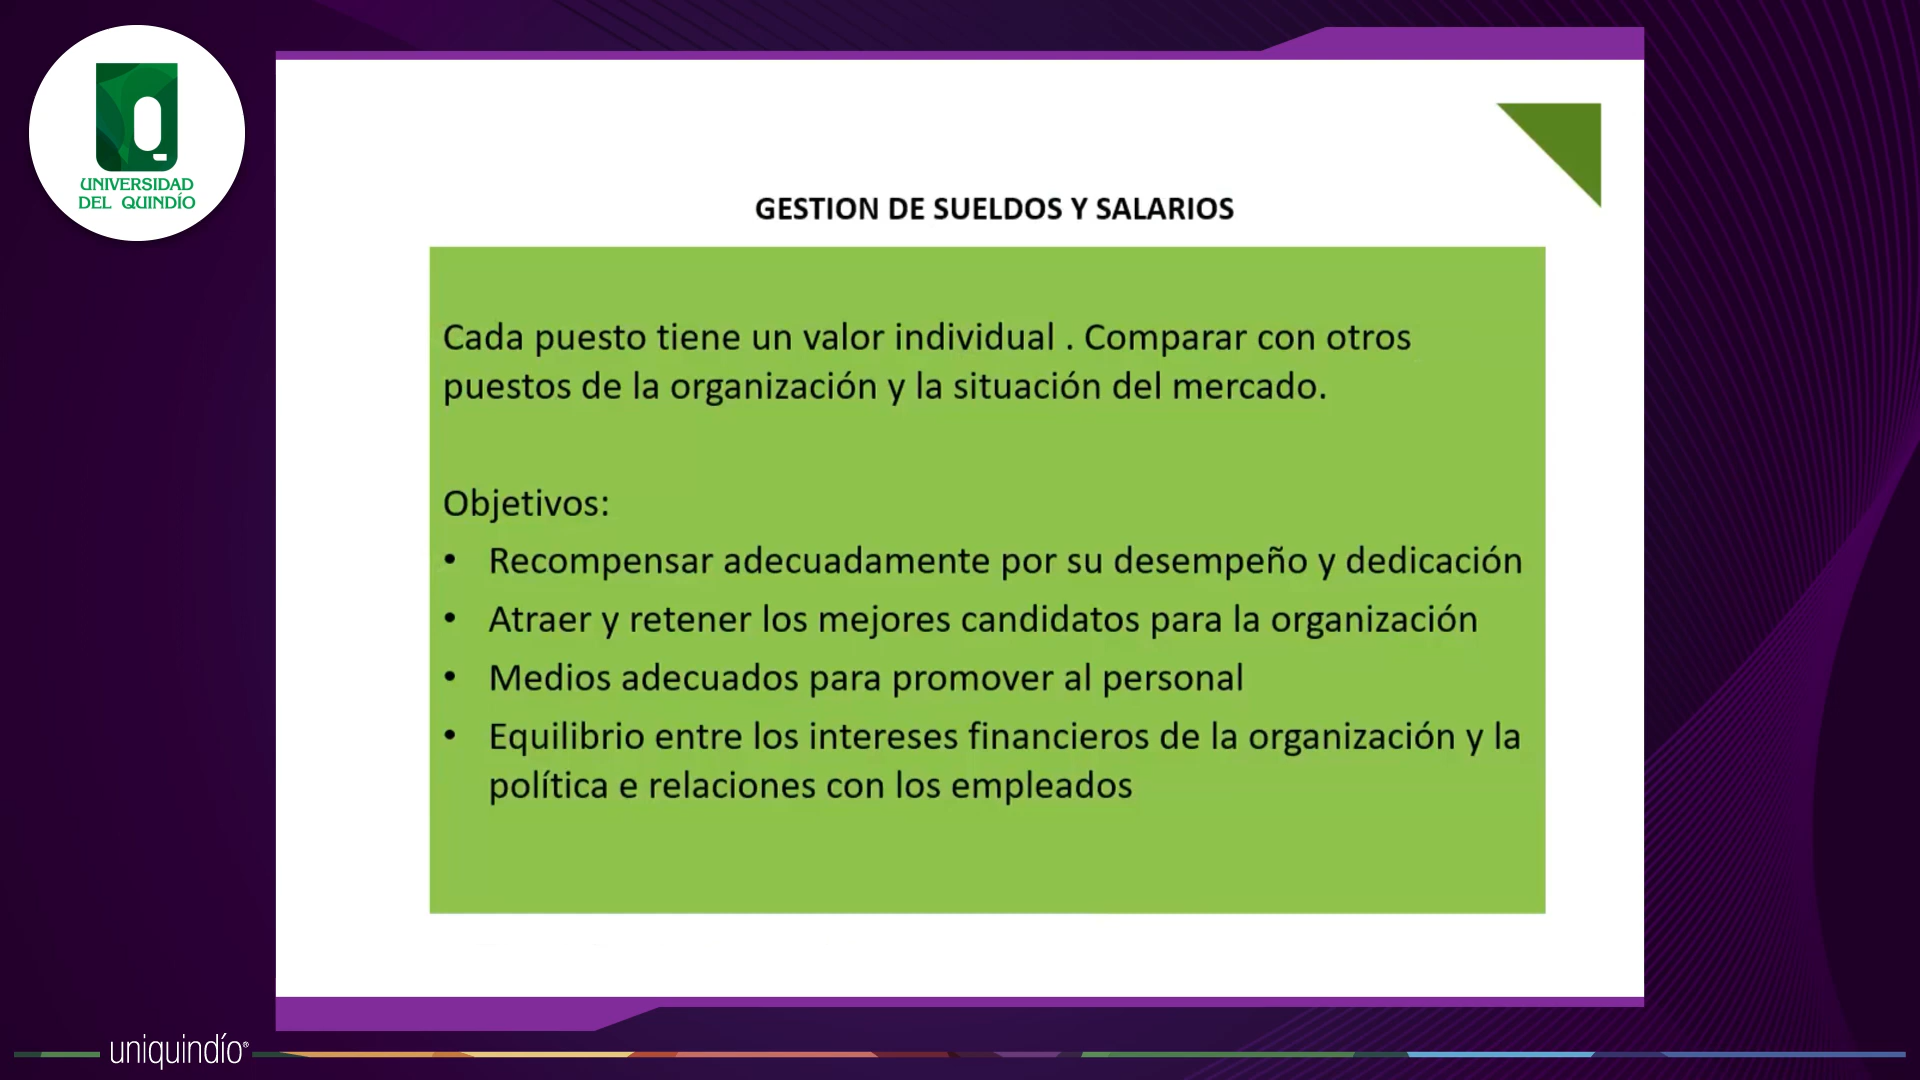 UNIVERSIDAD
DEL QUINDÍO
GESTION DE SUELDOS Y SALARIOS
Cada puesto tiene un valor individual . Comparar con otros
puestos de la organización y la situación del mercado.
Objetivos:
• Recompensar adecuadamente por su desempeño y dedicación
• Atraer y retener los mejores candidatos para la organización
• Medios adecuados para promover al personal
• Equilibrio entre los intereses financieros de la organización y la
política e relaciones con los empleados
uniquindío®